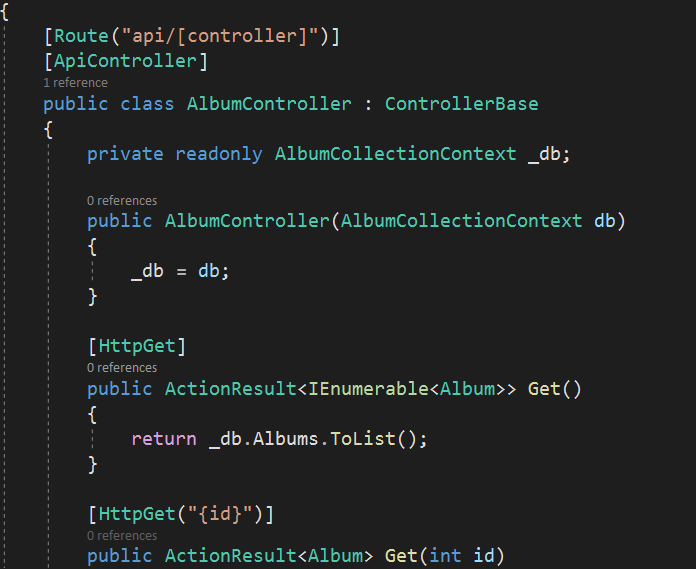 {
[Route("api/[controller]")]
[ApiController]
1 reference
public class AlbumController : ControllerBase
{
private readonly AlbumCollectionContext _db;
0 references
public AlbumController(AlbumCollectionContext db)
{
_db = db;
}
[HttpGet]
0 references
public ActionResult<IEnumerable<Album>> Get()
{
return _db.Albums.ToList();
}
[HttpGet("{id}")]
0 references
public ActionResult<Album> Get(int id)